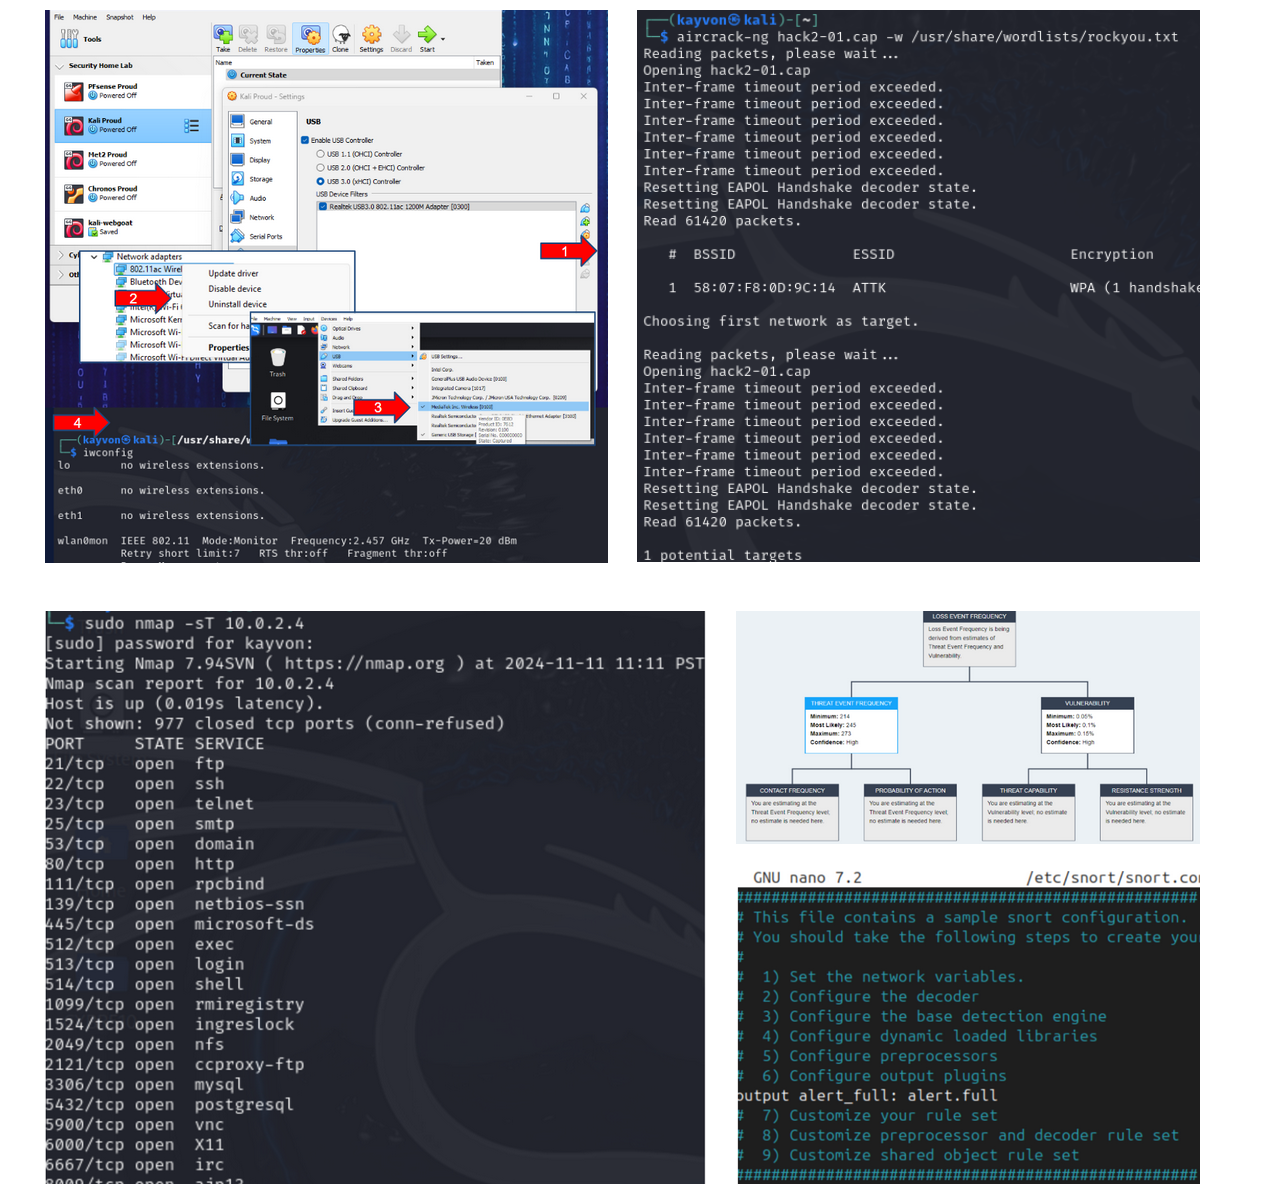 File Machine Snapshot Help
Tools
Take Delete Restore Properties Clone Settings Discard Start
Name Taken
Current State
Security Home Lab
PFsense Proud
Powered Off
Kali Proud
Powered Off
Met2 Proud
Powered Off
Chronos Proud
Powered Off
kali-webgoat
Saved
Kali Proud - Settings
General
System
Display
Storage
Audio
Network
Serial Ports
USB
Enable USB Controller
USB 1.1 (OHCI) Controller
USB 2.0 (OHCI + EHCI) Controller
USB 3.0 (xHCI) Controller
USB Device Filters
Realtek USB3.0 802.11ac 1200M Adapter [0300]
1
Network adapters
802.11ac Wirel
Bluetooth Dev
Microsoft Kern
Microsoft Wi-
Microsoft Wi-
Microsoft Wi-Fi Direct Virtual Ad
2
Update driver
Disable device
Uninstall device
Scan for ha
Properties
File Machine View Input Devices Help
Trash
File System
Optical Drives
Audio
Network
USB
Webcams
Shared Folders
Shared Clipboard
Drag and Drop
Insert Gue
Upgrade Guest Additions...
3
USB Settings...
Intel Corp.
GenesPlus USB Audio Device [0100]
Integrated Camera [1017]
JMicron Technology Corp. / JMicron USA Technology Corp. [0200]
MediaTek Inc. Wireless [0100]
Realtek Semiconductor
thernet Adapter [3100]
Realtek Semiconduc
Generic USB Storage
State: Captured
4
(kayvon㉿kali)-[/usr/share/w
$ iwconfig
lo no wireless extensions.
eth0 no wireless extensions.
eth1 no wireless extensions.
wlan0mon IEEE 802.11 Mode:Monitor Frequency:2.457 GHz Tx-Power=20 dBm
Retry short limit:7 RTS thr:off Fragment thr:off
(kayvon㉿kali)-[~]
$ aircrack-ng hack2-01.cap -w /usr/share/wordlists/rockyou.txt
Reading packets, please wait...
Opening hack2-01.cap
Inter-frame timeout period exceeded.
Inter-frame timeout period exceeded.
Inter-frame timeout period exceeded.
Inter-frame timeout period exceeded.
Inter-frame timeout period exceeded.
Inter-frame timeout period exceeded.
Resetting EAPOL Handshake decoder state.
Resetting EAPOL Handshake decoder state.
Read 61420 packets.
# BSSID ESSID Encryption
1 58:07:F8:0D:9C:14 ATTK WPA (1 handshake
Choosing first network as target.
Reading packets, please wait...
Opening hack2-01.cap
Inter-frame timeout period exceeded.
Inter-frame timeout period exceeded.
Inter-frame timeout period exceeded.
Inter-frame timeout period exceeded.
Inter-frame timeout period exceeded.
Inter-frame timeout period exceeded.
Resetting EAPOL Handshake decoder state.
Resetting EAPOL Handshake decoder state.
Read 61420 packets.
1 potential targets
$ sudo nmap -sT 10.0.2.4
[sudo] password for kayvon:
Starting Nmap 7.94SVN ( https://nmap.org ) at 2024-11-11 11:11 PST
Nmap scan report for 10.0.2.4
Host is up (0.019s latency).
Not shown: 977 closed tcp ports (conn-refused)
PORT STATE SERVICE
21/tcp open ftp
22/tcp open ssh
23/tcp open telnet
25/tcp open smtp
53/tcp open domain
80/tcp open http
111/tcp open rpcbind
139/tcp open netbios-ssn
445/tcp open microsoft-ds
512/tcp open exec
513/tcp open login
514/tcp open shell
1099/tcp open rmiregistry
1524/tcp open ingreslock
2049/tcp open nfs
2121/tcp open ccproxy-ftp
3306/tcp open mysql
5432/tcp open postgresql
5900/tcp open vnc
6000/tcp open X11
6667/tcp open irc
8009/tcp open ajp13
LOSS EVENT FREQUENCY
Loss Event Frequency is being
derived from estimates of
Threat Event Frequency and
Vulnerability.
THREAT EVENT FREQUENCY
Minimum: 214
Most Likely: 245
Maximum: 273
Confidence: High
VULNERABILITY
Minimum: 0.05%
Most Likely: 0.1%
Maximum: 0.15%
Confidence: High
CONTACT FREQUENCY
You are estimating at the
Threat Event Frequency level,
no estimate is needed here.
PROBABILITY OF ACTION
You are estimating at the
Threat Event Frequency level,
no estimate is needed here.
THREAT CAPABILITY
You are estimating at the
Vulnerability level, no
estimate is needed here.
RESISTANCE STRENGTH
You are estimating at the
Vulnerability level, no
estimate is needed here.
GNU nano 7.2 /etc/snort/snort.co
###################################################
# This file contains a sample snort configuration.
# You should take the following steps to create you
#
# 1) Set the network variables.
# 2) Configure the decoder
# 3) Configure the base detection engine
# 4) Configure dynamic loaded libraries
# 5) Configure preprocessors
# 6) Configure output plugins
output alert_full: alert.full
# 7) Customize your rule set
# 8) Customize preprocessor and decoder rule set
# 9) Customize shared object rule set
###################################################